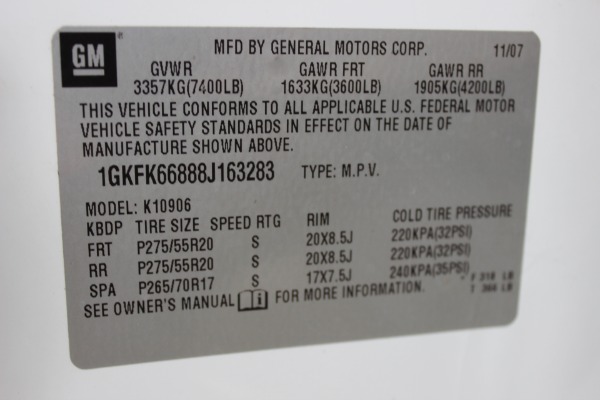 GM
MFD BY GENERAL MOTORS CORP. 11/07
GVWR GAWR FRT GAWR RR
3357KG(7400LB) 1633KG(3600LB) 1905KG(4200LB)
THIS VEHICLE CONFORMS TO ALL APPLICABLE U.S. FEDERAL MOTOR
VEHICLE SAFETY STANDARDS IN EFFECT ON THE DATE OF
MANUFACTURE SHOWN ABOVE.
1GKFK66888J163283 TYPE: M.P.V.
MODEL: K10906
KBDP TIRE SIZE SPEED RTG RIM COLD TIRE PRESSURE
FRT P275/55R20 S 20X8.5J 220KPA(32PSI)
RR P275/55R20 S 20X8.5J 220KPA(32PSI)
SPA P265/70R17 S 17X7.5J 240KPA(35PSI)
SEE OWNER'S MANUAL i FOR MORE INFORMATION.
F 318 LB
T 366 LB